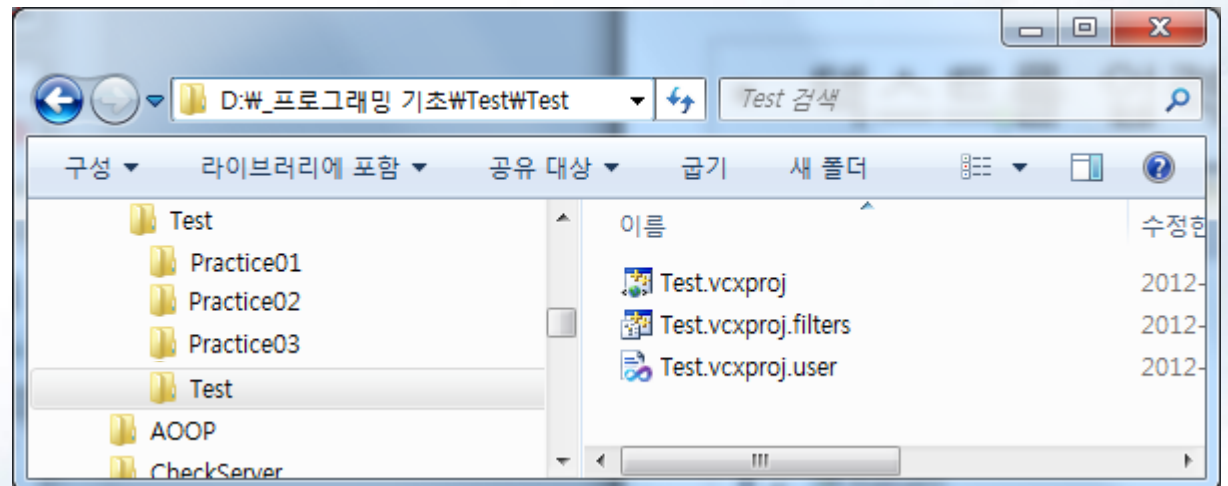 D:₩_프로그래밍 기초₩Test₩Test
Test 검색
구성 라이브러리에 포함 공유 대상 굽기 새 폴더
Test
Practice01
Practice02
Practice03
Test
AOOP
CheckServer
이름 수정한
Test.vcxproj 2012-
Test.vcxproj.filters 2012-
Test.vcxproj.user 2012-